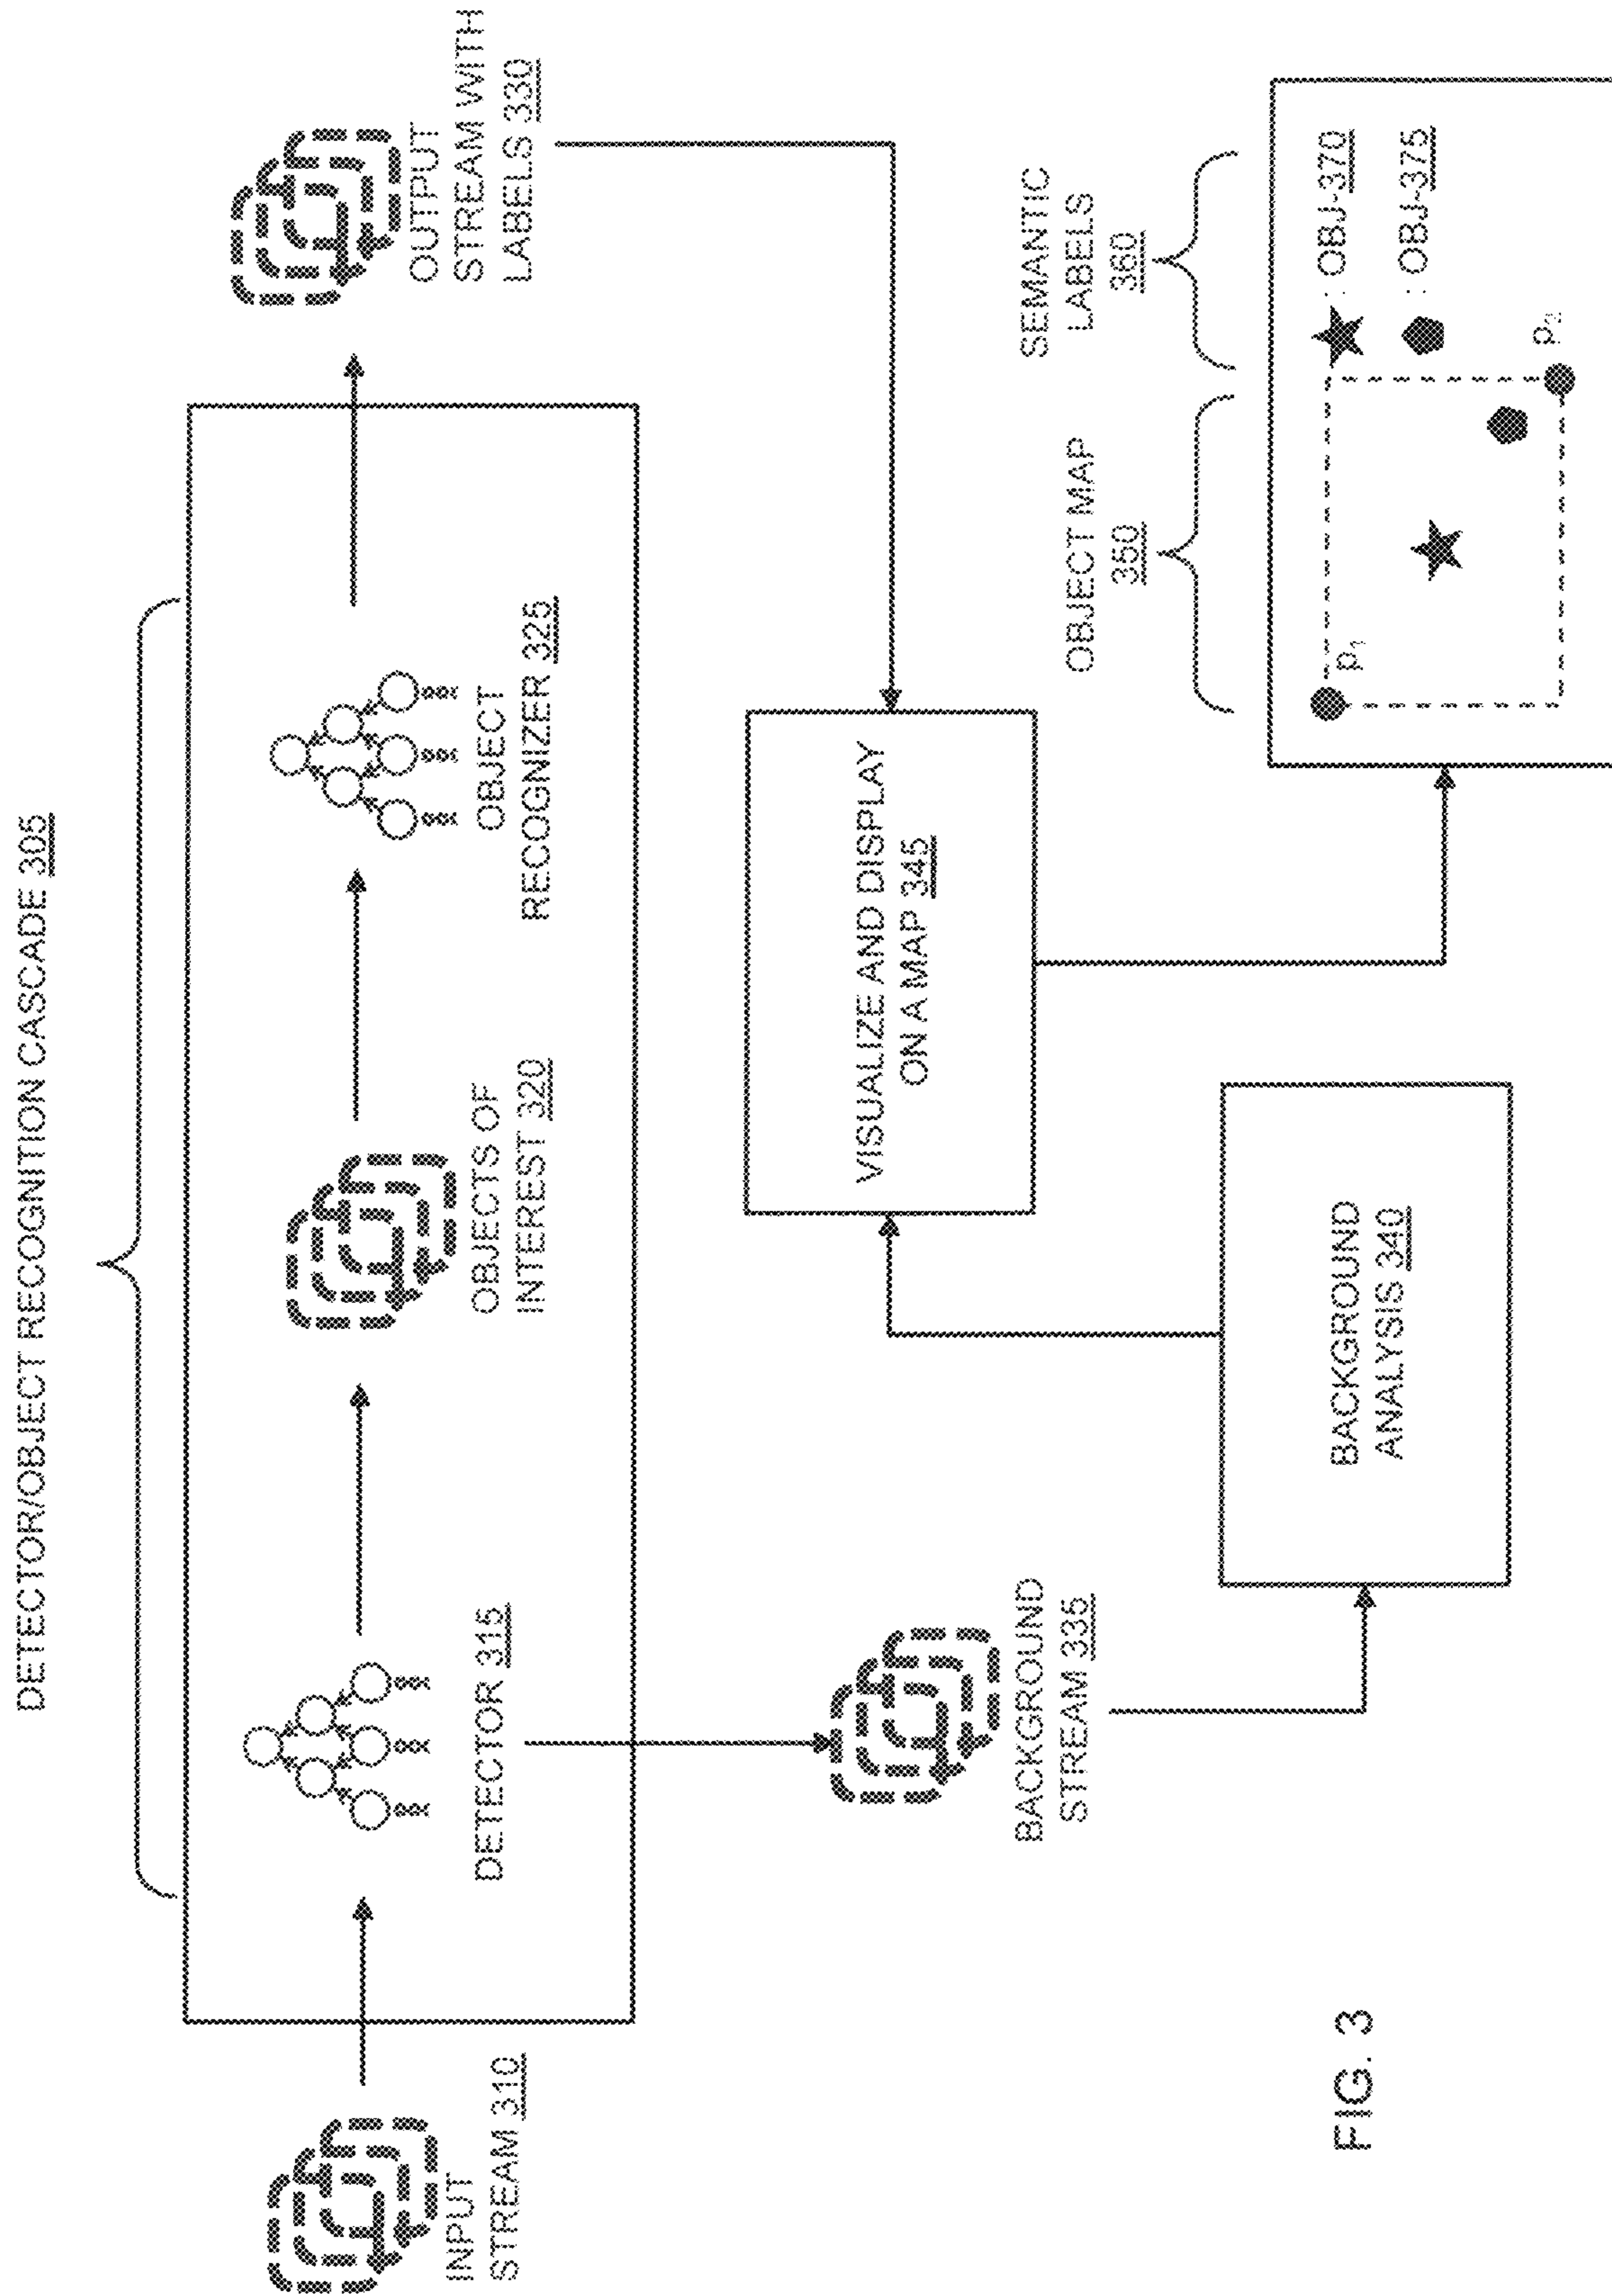 DETECTOR/OBJECT RECOGNITION CASCADE 305
INPUT
STREAM 310
DETECTOR 315
OBJECTS OF
INTEREST 320
OBJECT
RECOGNIZER 325
OUTPUT
STREAM WITH
LABELS 330
BACKGROUND
STREAM 335
BACKGROUND
ANALYSIS 340
VISUALIZE AND DISPLAY
ON A MAP 345
OBJECT MAP
350
SEMANTIC
LABELS
360
P1
P2
: OBJ-370
: OBJ-375
FIG. 3